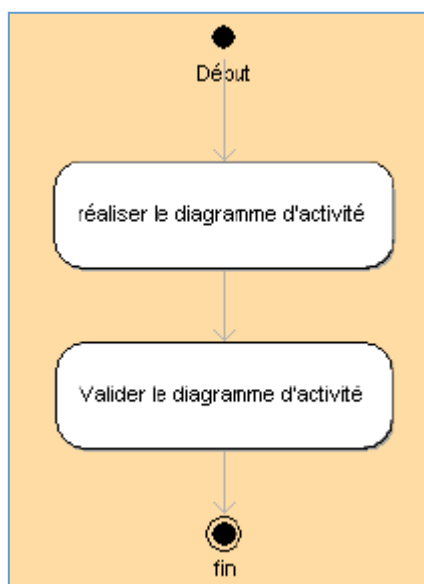 Début
réaliser le diagramme d'activité
Valider le diagramme d'activité
fin